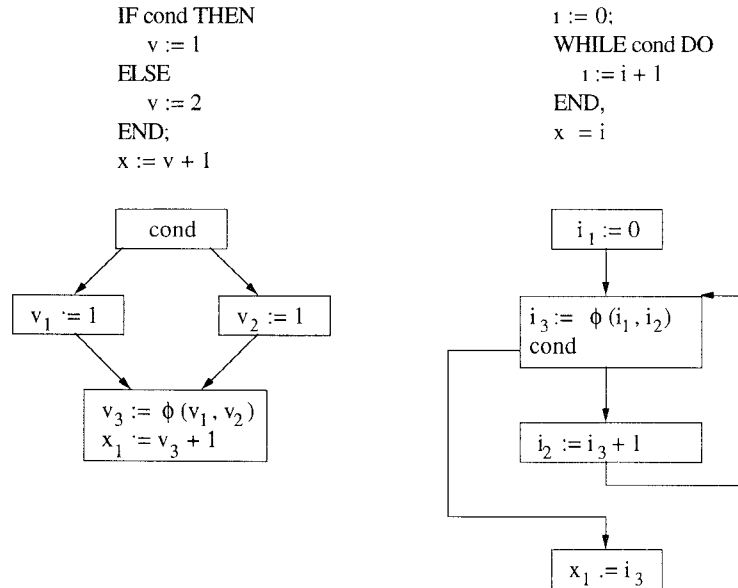 IF cond THEN
v := 1
ELSE
v := 2
END;
x := v + 1
ı := 0;
WHILE cond DO
ı := i + 1
END,
x = i
cond
v1 := 1
v2 := 1
v3 := ϕ (v1 , v2)
x1 := v3 + 1
i1 := 0
i3 := ϕ (i1 , i2)
cond
i2 := i3 + 1
x1 .= i3